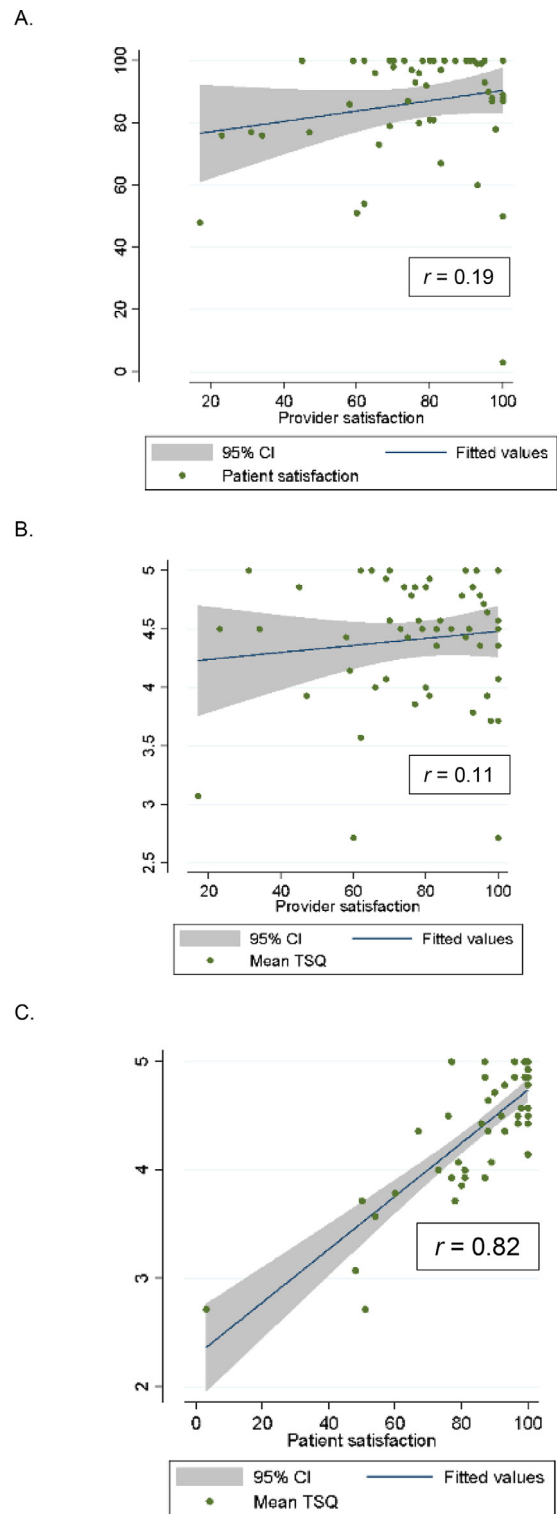 A.
100
80
60
40
20
0
r = 0.19
20 40 60 80 100
Provider satisfaction
95% CI Fitted values
Patient satisfaction
B.
5
4.5
4
3.5
3
2.5
r = 0.11
20 40 60 80 100
Provider satisfaction
95% CI Fitted values
Mean TSQ
C.
5
4
3
2
r = 0.82
0 20 40 60 80 100
Patient satisfaction
95% CI Fitted values
Mean TSQ